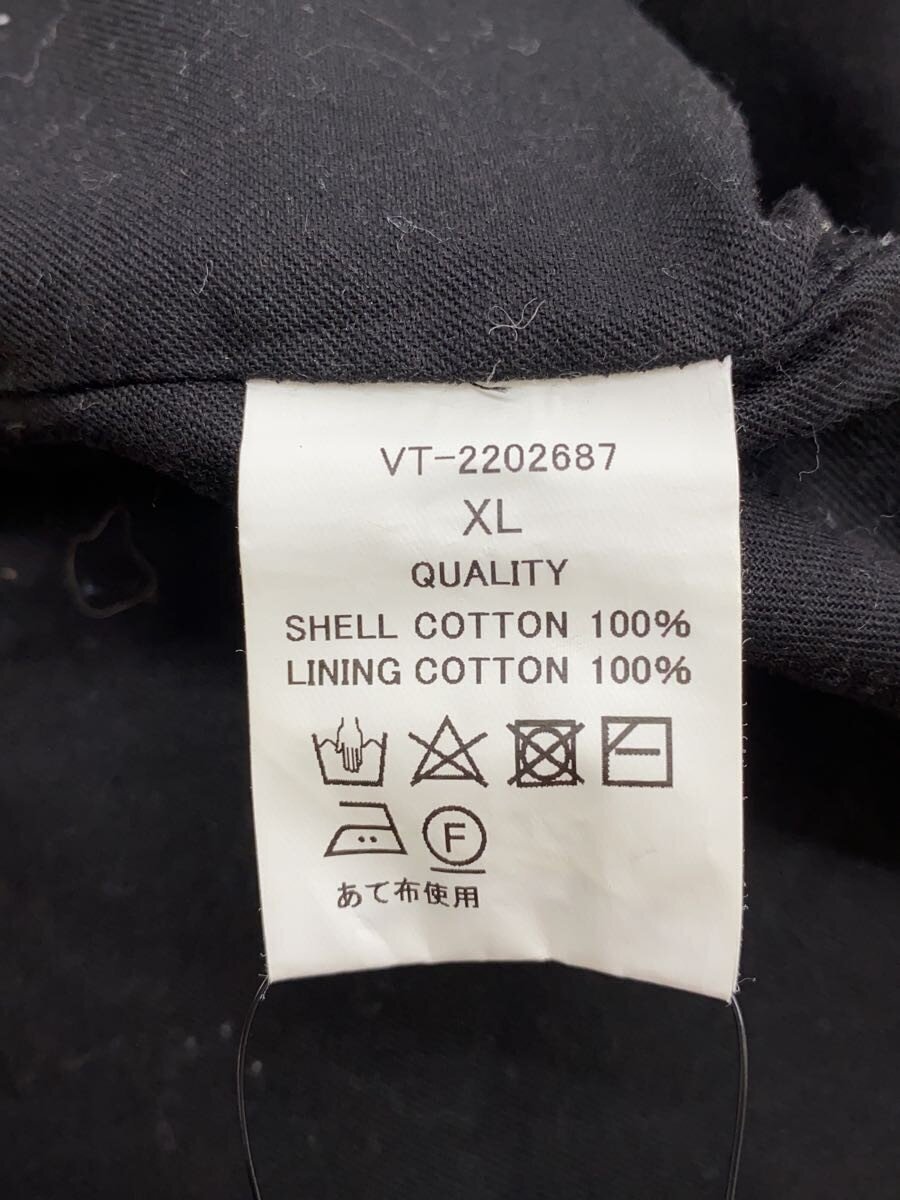 VT-2202687
XL
QUALITY
SHELL COTTON 100%
LINING COTTON 100%
F
あて布使用